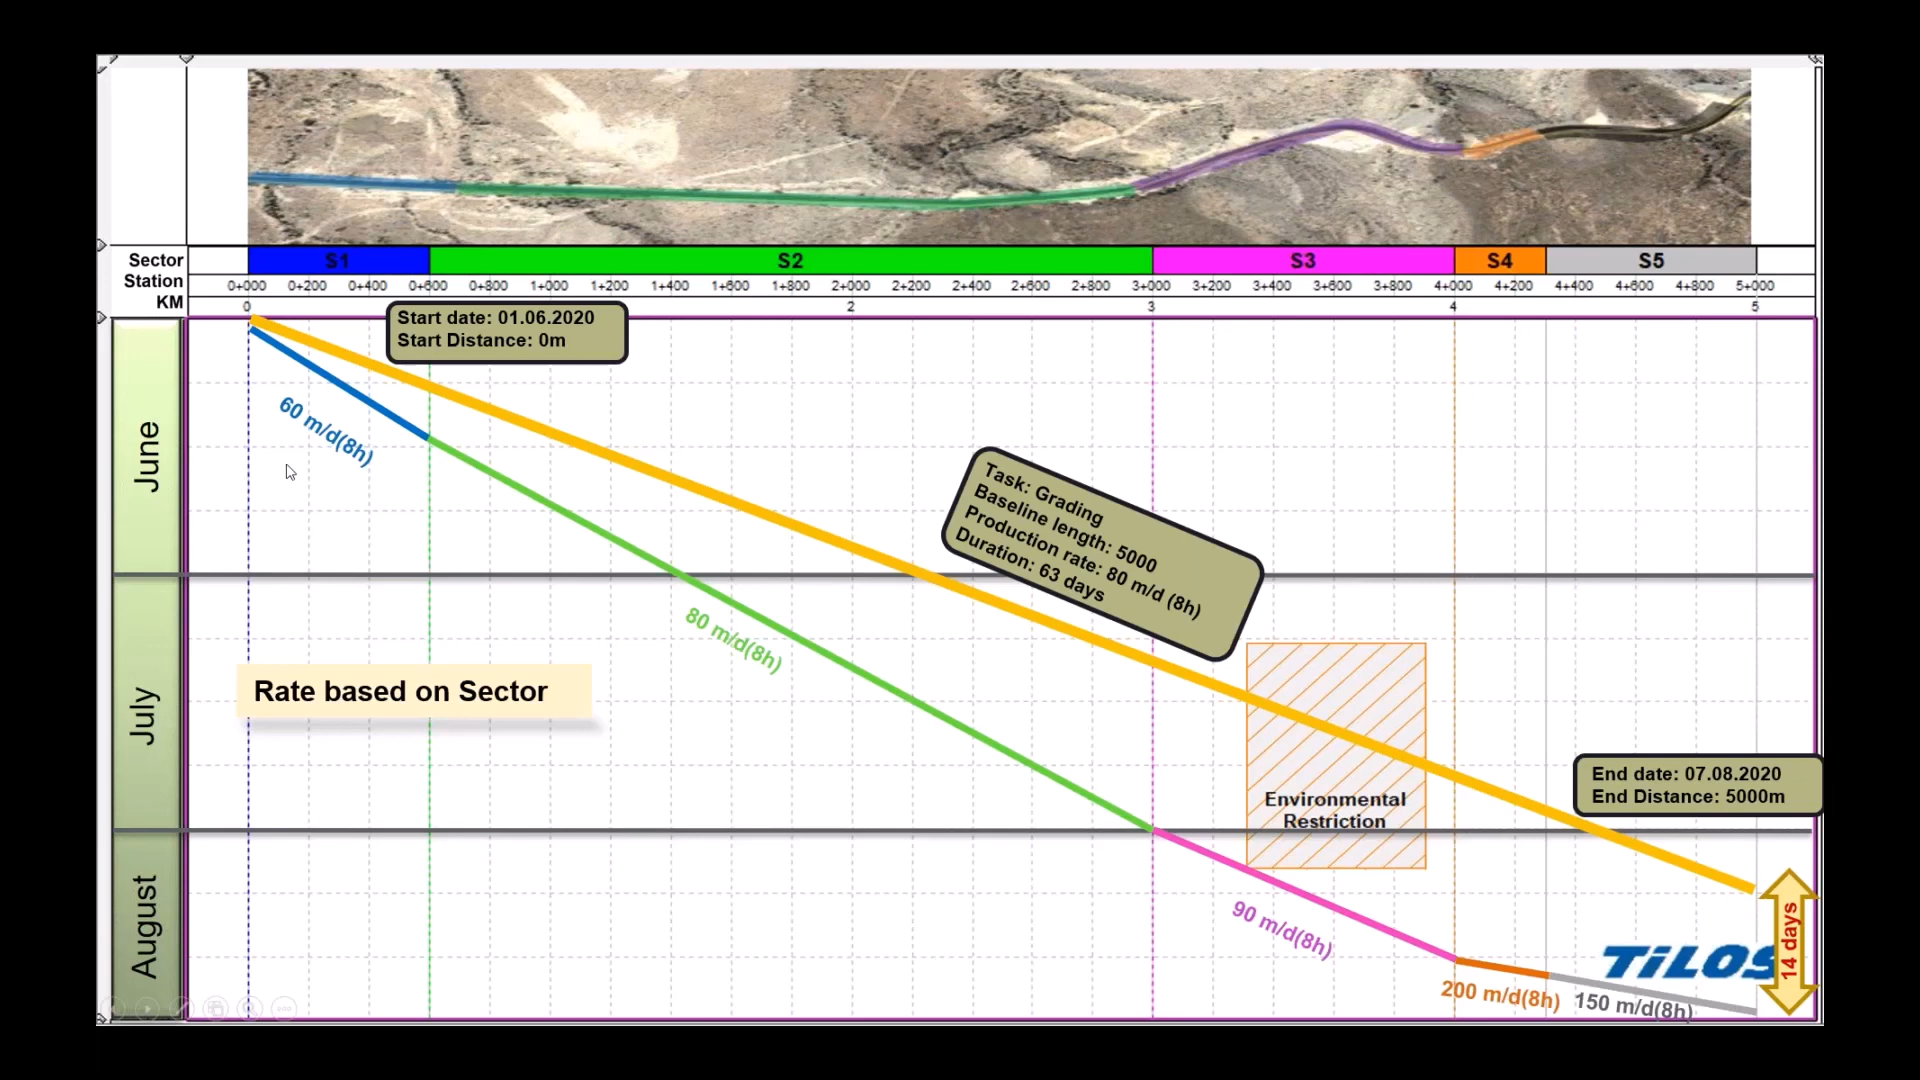 Sector S1 S2 S3 S4 S5
Station 0+000 0+200 0+400 0+600 0+800 1+000 1+200 1+400 1+600 1+800 2+000 2+200 2+400 2+600 2+800 3+000 3+200 3+400 3+600 3+800 4+000 4+200 4+400 4+600 4+800 5+000
KM 0 2 3 4 5
Start date: 01.06.2020
Start Distance: 0m
June
60 m/d(8h)
Task: Grading
Baseline length: 5000
Production rate: 80 m/d (8h)
Duration: 63 days
80 m/d(8h)
July
Rate based on Sector
Environmental
Restriction
End date: 07.08.2020
End Distance: 5000m
August
90 m/d(8h)
TiLOS
14 days
200 m/d(8h)
150 m/d(8h)